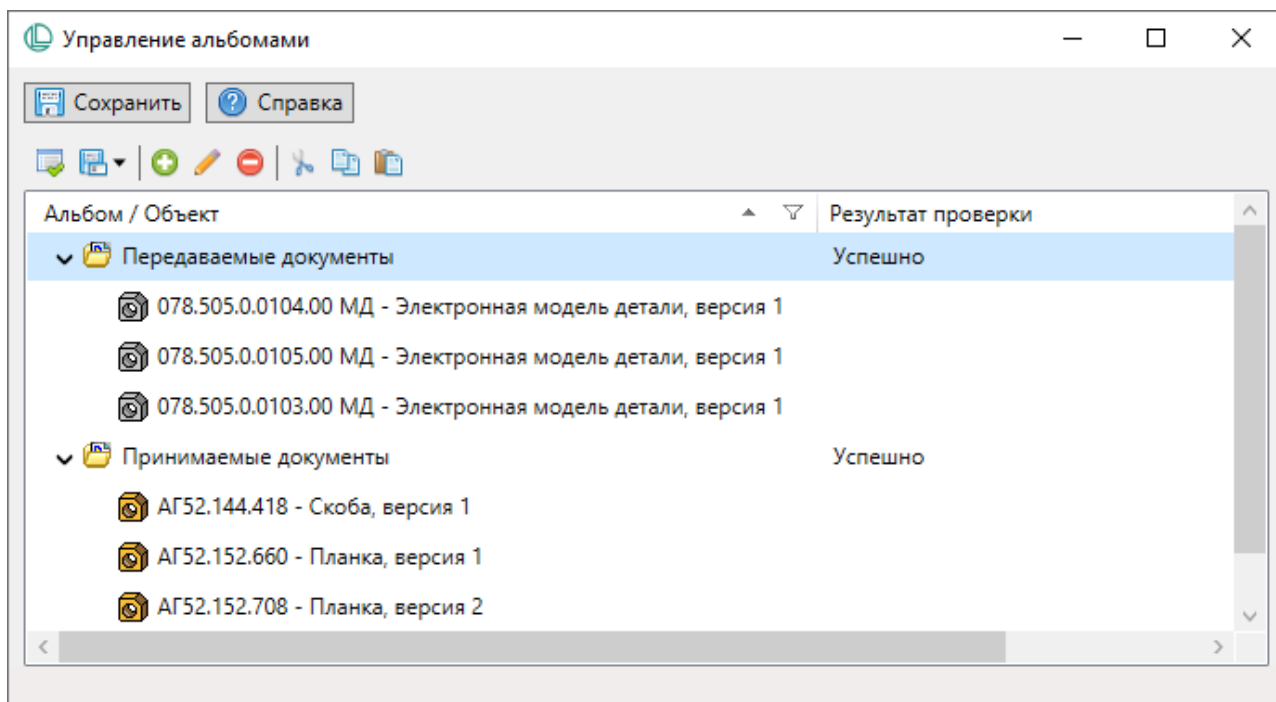 Управление альбомами
Сохранить Справка
Альбом / Объект Результат проверки
Передаваемые документы Успешно
078.505.0.0104.00 МД - Электронная модель детали, версия 1
078.505.0.0105.00 МД - Электронная модель детали, версия 1
078.505.0.0103.00 МД - Электронная модель детали, версия 1
Принимаемые документы Успешно
АГ52.144.418 - Скоба, версия 1
АГ52.152.660 - Планка, версия 1
АГ52.152.708 - Планка, версия 2